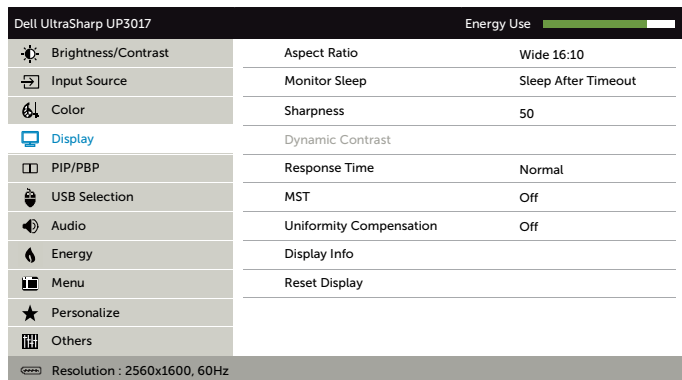 Dell UltraSharp UP3017 Energy Use
Brightness/Contrast Aspect Ratio Wide 16:10
Input Source Monitor Sleep Sleep After Timeout
Color Sharpness 50
Display Dynamic Contrast
PIP/PBP Response Time Normal
USB Selection MST Off
Audio Uniformity Compensation Off
Energy Display Info
Menu Reset Display
Personalize
Others
Resolution : 2560x1600, 60Hz